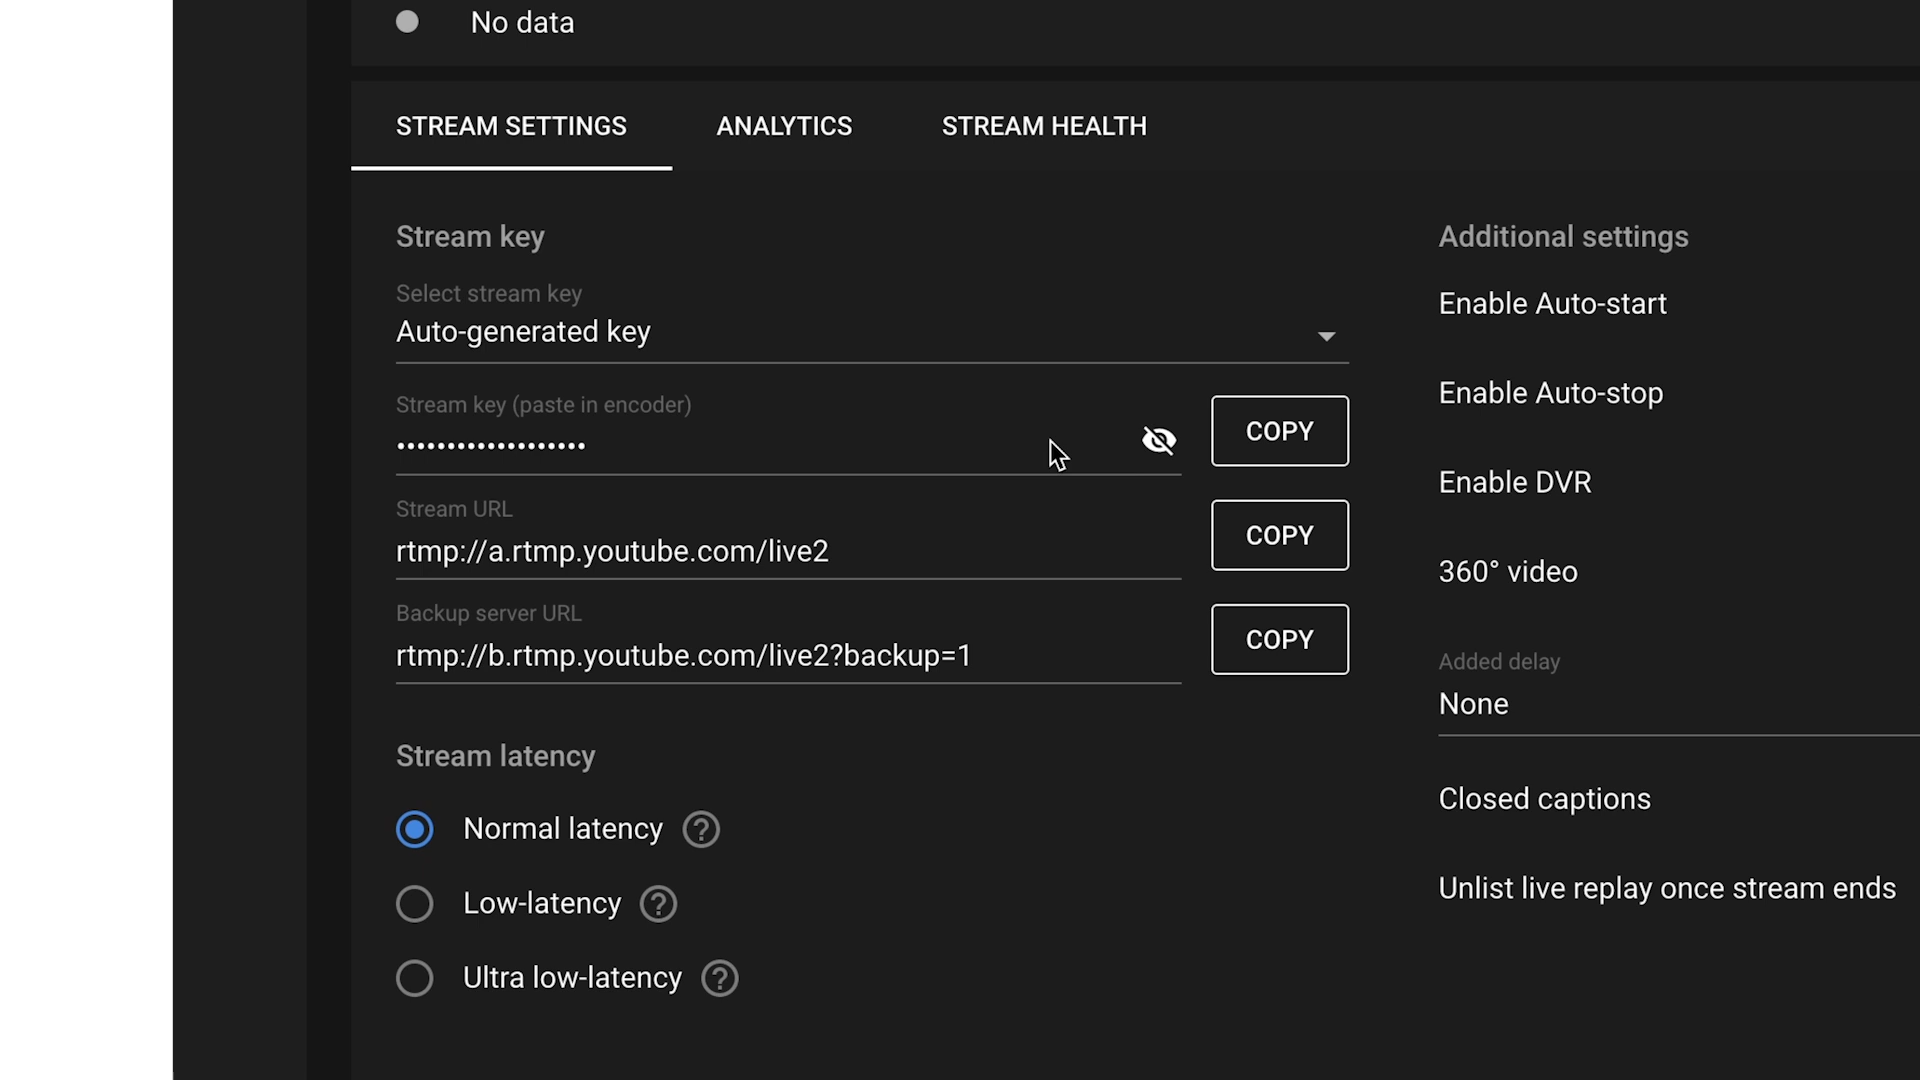 No data
STREAM SETTINGS
ANALYTICS
STREAM HEALTH
Stream key
Select stream key
Auto-generated key
Stream key (paste in encoder)
•••••••••••••••••••
COPY
Stream URL
rtmp://a.rtmp.youtube.com/live2
COPY
Backup server URL
rtmp://b.rtmp.youtube.com/live2?backup=1
COPY
Stream latency
Normal latency
Low-latency
Ultra low-latency
Additional settings
Enable Auto-start
Enable Auto-stop
Enable DVR
360° video
Added delay
None
Closed captions
Unlist live replay once stream ends